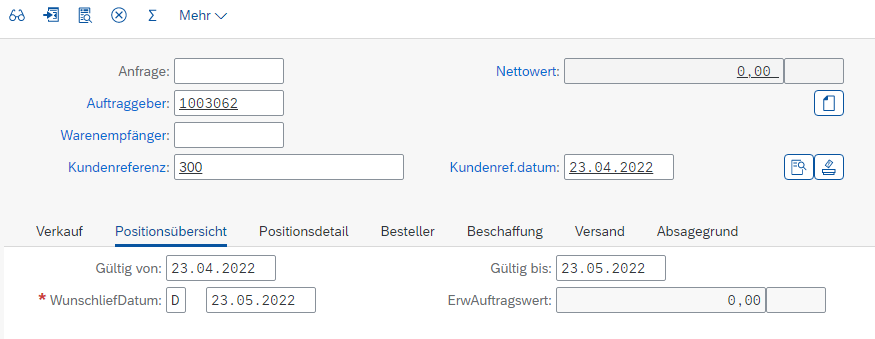 Σ Mehr
Anfrage: Nettowert: 0,00
Auftraggeber: 1003062
Warenempfänger:
Kundenreferenz: 300 Kundenref.datum: 23.04.2022
Verkauf Positionsübersicht Positionsdetail Besteller Beschaffung Versand Absagegrund
Gültig von: 23.04.2022 Gültig bis: 23.05.2022
* WunschliefDatum: D 23.05.2022 ErwAuftragswert: 0,00